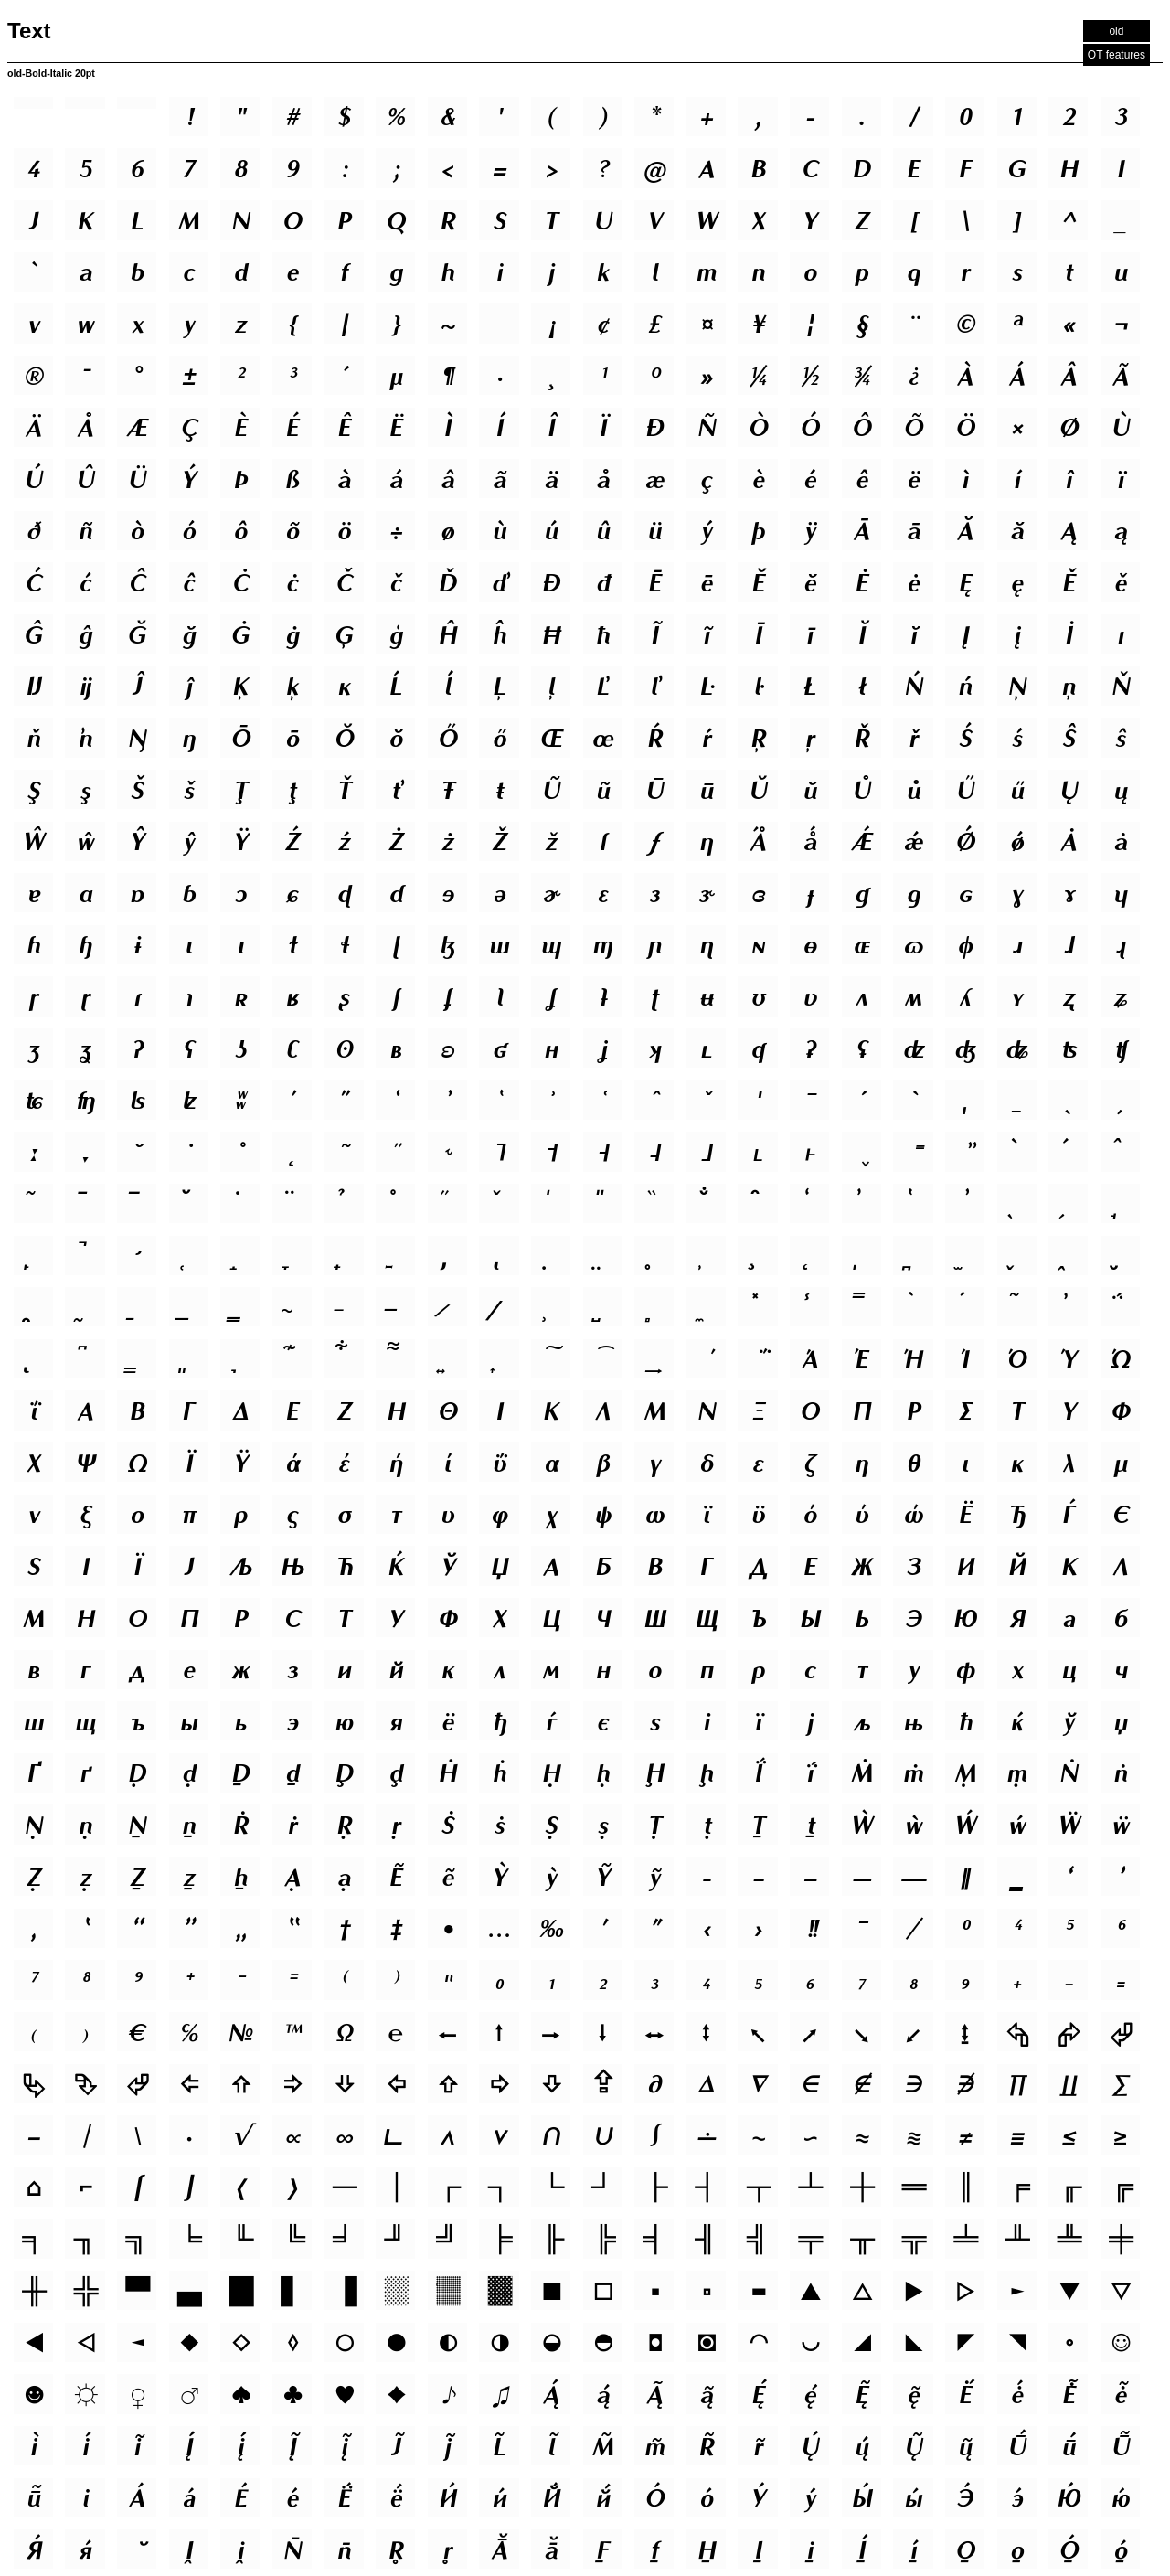 Text
old
OT features
old-Bold-Italic 20pt
! " # $ % & ' ( ) * + , - . / 0 1 2 3
4 5 6 7 8 9 : ; < = > ? @ A B C D E F G H I
J K L M N O P Q R S T U V W X Y Z [ \ ] ^ _
` a b c d e f g h i j k l m n o p q r s t u
v w x y z { | } ~ ¡ ¢ £ ¤ ¥ ¦ § ¨ © ª « ¬
® ¯ ° ± ² ³ ´ µ ¶ · ¸ ¹ º » ¼ ½ ¾ ¿ À Á Â Ã
Ä Å Æ Ç È É Ê Ë Ì Í Î Ï Ð Ñ Ò Ó Ô Õ Ö × Ø Ù
Ú Û Ü Ý Þ ß à á â ã ä å æ ç è é ê ë ì í î ï
ð ñ ò ó ô õ ö ÷ ø ù ú û ü ý þ ÿ Ā ā Ă ă Ą ą
Ć ć Ĉ ĉ Ċ ċ Č č Ď ď Đ đ Ē ē Ĕ ĕ Ė ė Ę ę Ě ě
Ĝ ĝ Ğ ğ Ġ ġ Ģ ģ Ĥ ĥ Ħ ħ Ĩ ĩ Ī ī Ĭ ĭ Į į İ ı
Ĳ ĳ Ĵ ĵ Ķ ķ ĸ Ĺ ĺ Ļ ļ Ľ ľ Ŀ ŀ Ł ł Ń ń Ņ ņ Ň
ň ŉ Ŋ ŋ Ō ō Ŏ ŏ Ő ő Œ œ Ŕ ŕ Ŗ ŗ Ř ř Ś ś Ŝ ŝ
Ş ş Š š Ţ ţ Ť ť Ŧ ŧ Ũ ũ Ū ū Ŭ ŭ Ů ů Ű ű Ų ų
Ŵ ŵ Ŷ ŷ Ÿ Ź ź Ż ż Ž ž ſ ƒ ƞ Ǻ ǻ Ǽ ǽ Ǿ ǿ Ȧ ȧ
ɐ ɑ ɒ ɓ ɔ ɕ ɖ ɗ ɘ ə ɚ ɛ ɜ ɝ ɞ ɟ ɠ ɡ ɢ ɣ ɤ ɥ
ɦ ɧ ɨ ɩ ɪ ɫ ɬ ɭ ɮ ɯ ɰ ɱ ɲ ɳ ɴ ɵ ɶ ɷ ɸ ɹ ɺ ɻ
ɼ ɽ ɾ ɿ ʀ ʁ ʂ ʃ ʄ ʅ ʆ ʇ ʈ ʉ ʊ ʋ ʌ ʍ ʎ ʏ ʐ ʑ
ʒ ʓ ʔ ʕ ʖ ʗ ʘ ʙ ʚ ʛ ʜ ʝ ʞ ʟ ʠ ʡ ʢ ʣ ʤ ʥ ʦ ʧ
ʨ ʩ ʪ ʫ ʬ ʹ ʺ ʻ ʼ ʽ ʾ ʿ ˆ ˇ ˈ ˉ ˊ ˋ ˌ ˍ ˎ ˏ
ː ˑ ˘ ˙ ˚ ˛ ˜ ˝ ˞ ˥ ˦ ˧ ˨ ˩
΄ ΅ Ά Έ Ή Ί Ό Ύ Ώ
ΐ Α Β Γ Δ Ε Ζ Η Θ Ι Κ Λ Μ Ν Ξ Ο Π Ρ Σ Τ Υ Φ
Χ Ψ Ω Ϊ Ϋ ά έ ή ί ΰ α β γ δ ε ζ η θ ι κ λ μ
ν ξ ο π ρ ς σ τ υ φ χ ψ ω ϊ ϋ ό ύ ώ Ё Ђ Ѓ Є
Ѕ І Ї Ј Љ Њ Ћ Ќ Ў Џ А Б В Г Д Е Ж З И Й К Л
М Н О П Р С Т У Ф Х Ц Ч Ш Щ Ъ Ы Ь Э Ю Я а б
в г д е ж з и й к л м н о п р с т у ф х ц ч
ш щ ъ ы ь э ю я ё ђ ѓ є ѕ і ї ј љ њ ћ ќ ў џ
Ґ ґ Ḍ ḍ Ḏ ḏ Ḑ ḑ Ḣ ḣ Ḥ ḥ Ḩ ḩ Ḯ ḯ Ṁ ṁ Ṃ ṃ Ṅ ṅ
Ṇ ṇ Ṉ ṉ Ṙ ṙ Ṛ ṛ Ṡ ṡ Ṣ ṣ Ṭ ṭ Ṯ ṯ Ẁ ẁ Ẃ ẃ Ẅ ẅ
Ẓ ẓ Ẕ ẕ ẖ Ạ ạ Ẽ ẽ Ỳ ỳ Ỹ ỹ ‐ ‒ – — ― ‖ ‗ ‘ ’
‚ ‛ “ ” „ ‟ † ‡ • … ‰ ′ ″ ‹ › ‼ ‾ ⁄ ⁰ ⁴ ⁵ ⁶
⁷ ⁸ ⁹ ⁺ ⁻ ⁼ ⁽ ⁾ ⁿ ₀ ₁ ₂ ₃ ₄ ₅ ₆ ₇ ₈ ₉ ₊ ₋ ₌
₍ ₎ € ℅ № ™ Ω ℮ ← ↑ → ↓ ↔ ↕ ↖ ↗ ↘ ↙ ↨
⇐ ⇑ ⇒ ⇓ ⇦ ⇧ ⇨ ⇩ ⇪ ∂ ∆ ∇ ∈ ∉ ∋ ∌ ∏ ∐ ∑
− ∕ ∖ ∙ √ ∝ ∞ ∟ ∧ ∨ ∩ ∪ ∫ ∸ ∼ ∽ ≈ ≋ ≠ ≡ ≤ ≥
⌂ ⌐ ⌠ ⌡ 〈 〉 ─ │ ┌ ┐ └ ┘ ├ ┤ ┬ ┴ ┼ ═ ║ ╒ ╓ ╔
╕ ╖ ╗ ╘ ╙ ╚ ╛ ╜ ╝ ╞ ╟ ╠ ╡ ╢ ╣ ╤ ╥ ╦ ╧ ╨ ╩ ╪
╫ ╬ ▀ ▄ █ ▌ ▐ ░ ▒ ▓ ■ □ ▪ ▫ ▬ ▲ △ ▶ ▷ ► ▼ ▽
◀ ◁ ◄ ◆ ◇ ◊ ○ ● ◐ ◑ ◒ ◓ ◘ ◙ ◠ ◡ ◢ ◣ ◤ ◥ ◦ ☺
☻ ☼ ♀ ♂ ♠ ♣ ♥ ♦ ♪ ♫ Ą́ ą́ Ą̃ ą̃ Ę́ ę́ Ę̃ ę̃ Ė́ ė́ Ė̃ ė̃
i̇̀ i̇́ i̇̃ Į́ į̇́ Į̃ į̇̃ J̃ j̇̃ L̃ l̃ M̃ m̃ R̃ r̃ Ų́ ų́ Ų̃ ų̃ Ū́ ū́ Ū̃
ū̃ i А́ а́ Е́ е́ Ё́ ё́ И́ и́ Й́ й́ О́ о́ У́ у́ Ы́ ы́ Э́ э́ Ю́ ю́
Я́ я́ ˘ I̭ i̭ N̄ n̄ R̥ r̥ Ā̆ ā̆ F̱ f̱ H̱ ẖ I̱ i̱ Í̱ í̱ O̱ o̱ Ó̱ ó̱